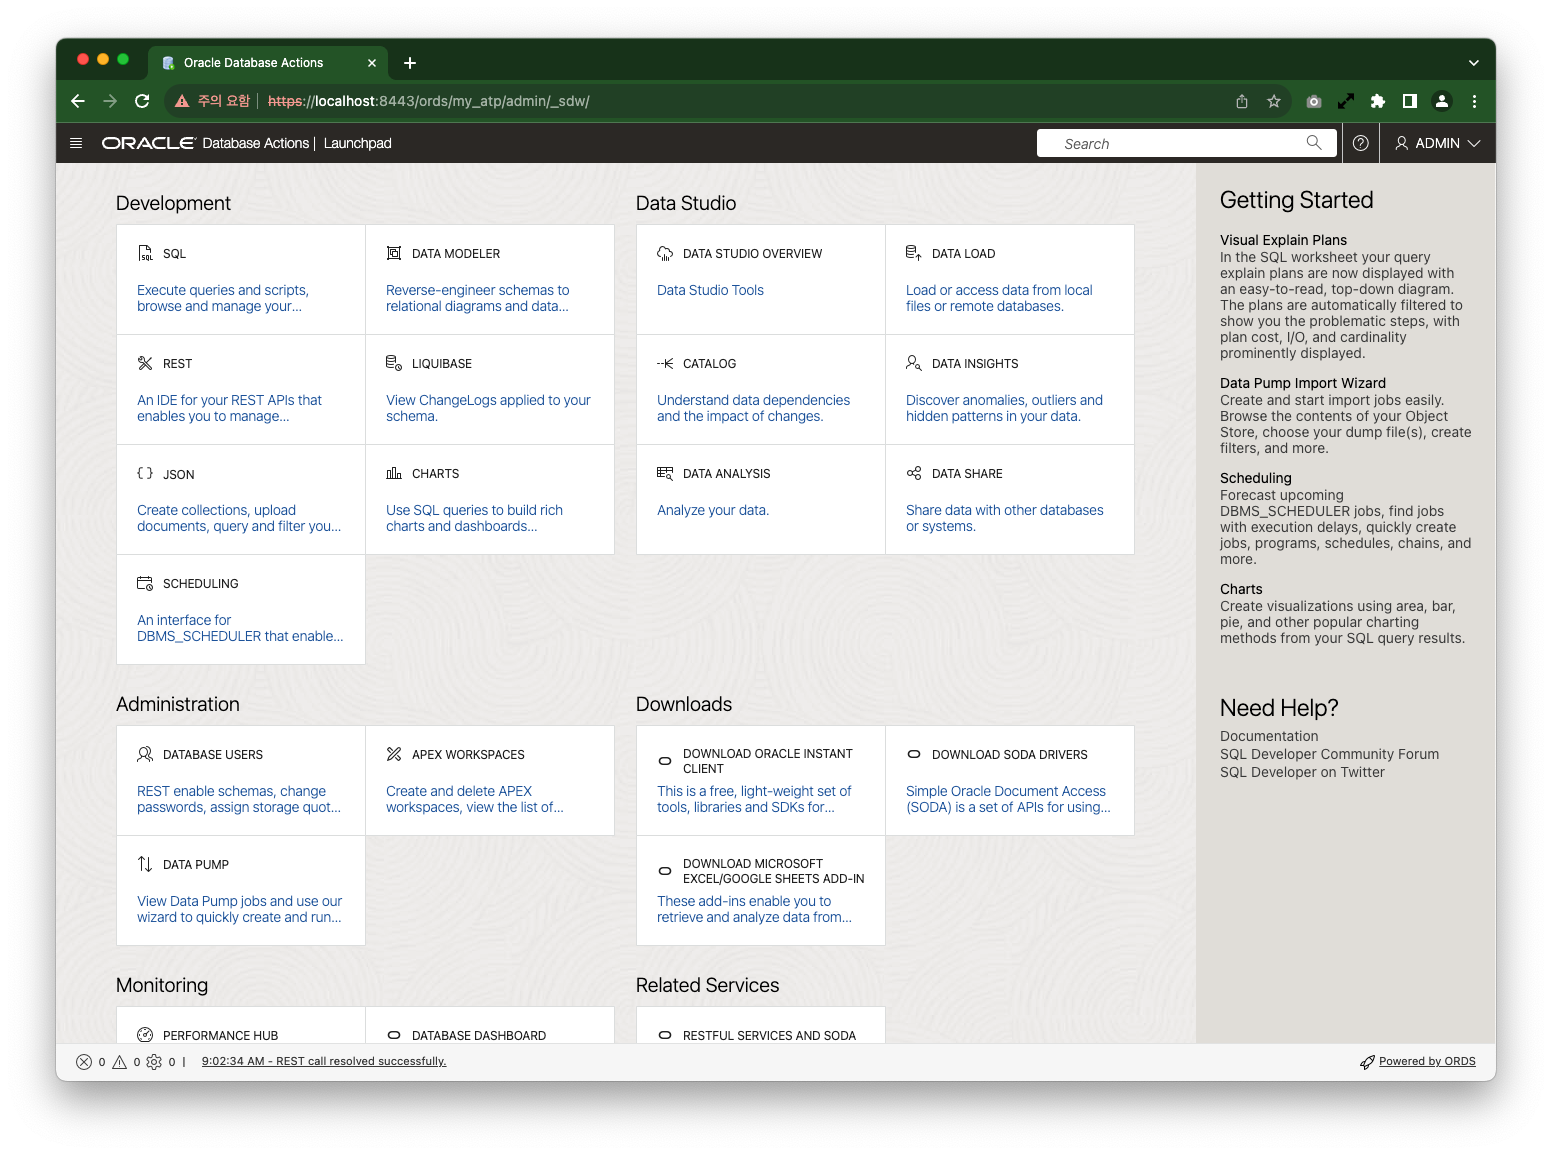 Oracle Database Actions
주의 요함 https://localhost:8443/ords/my_atp/admin/_sdw/
ORACLE Database Actions | Launchpad
Search
ADMIN
Development
SQL
Execute queries and scripts,
browse and manage your...
DATA MODELER
Reverse-engineer schemas to
relational diagrams and data...
REST
An IDE for your REST APIs that
enables you to manage...
LIQUIBASE
View ChangeLogs applied to your
schema.
JSON
Create collections, upload
documents, query and filter you...
CHARTS
Use SQL queries to build rich
charts and dashboards...
SCHEDULING
An interface for
DBMS_SCHEDULER that enable...
Data Studio
DATA STUDIO OVERVIEW
Data Studio Tools
DATA LOAD
Load or access data from local
files or remote databases.
CATALOG
Understand data dependencies
and the impact of changes.
DATA INSIGHTS
Discover anomalies, outliers and
hidden patterns in your data.
DATA ANALYSIS
Analyze your data.
DATA SHARE
Share data with other databases
or systems.
Administration
DATABASE USERS
REST enable schemas, change
passwords, assign storage quot...
APEX WORKSPACES
Create and delete APEX
workspaces, view the list of...
DATA PUMP
View Data Pump jobs and use our
wizard to quickly create and run...
Downloads
DOWNLOAD ORACLE INSTANT
CLIENT
This is a free, light-weight set of
tools, libraries and SDKs for...
DOWNLOAD SODA DRIVERS
Simple Oracle Document Access
(SODA) is a set of APIs for using...
DOWNLOAD MICROSOFT
EXCEL/GOOGLE SHEETS ADD-IN
These add-ins enable you to
retrieve and analyze data from...
Monitoring
PERFORMANCE HUB
DATABASE DASHBOARD
Related Services
RESTFUL SERVICES AND SODA
Getting Started
Visual Explain Plans
In the SQL worksheet your query
explain plans are now displayed with
an easy-to-read, top-down diagram.
The plans are automatically filtered to
show you the problematic steps, with
plan cost, I/O, and cardinality
prominently displayed.
Data Pump Import Wizard
Create and start import jobs easily.
Browse the contents of your Object
Store, choose your dump file(s), create
filters, and more.
Scheduling
Forecast upcoming
DBMS_SCHEDULER jobs, find jobs
with execution delays, quickly create
jobs, programs, schedules, chains, and
more.
Charts
Create visualizations using area, bar,
pie, and other popular charting
methods from your SQL query results.
Need Help?
Documentation
SQL Developer Community Forum
SQL Developer on Twitter
0 0 0 | 9:02:34 AM - REST call resolved successfully.
Powered by ORDS